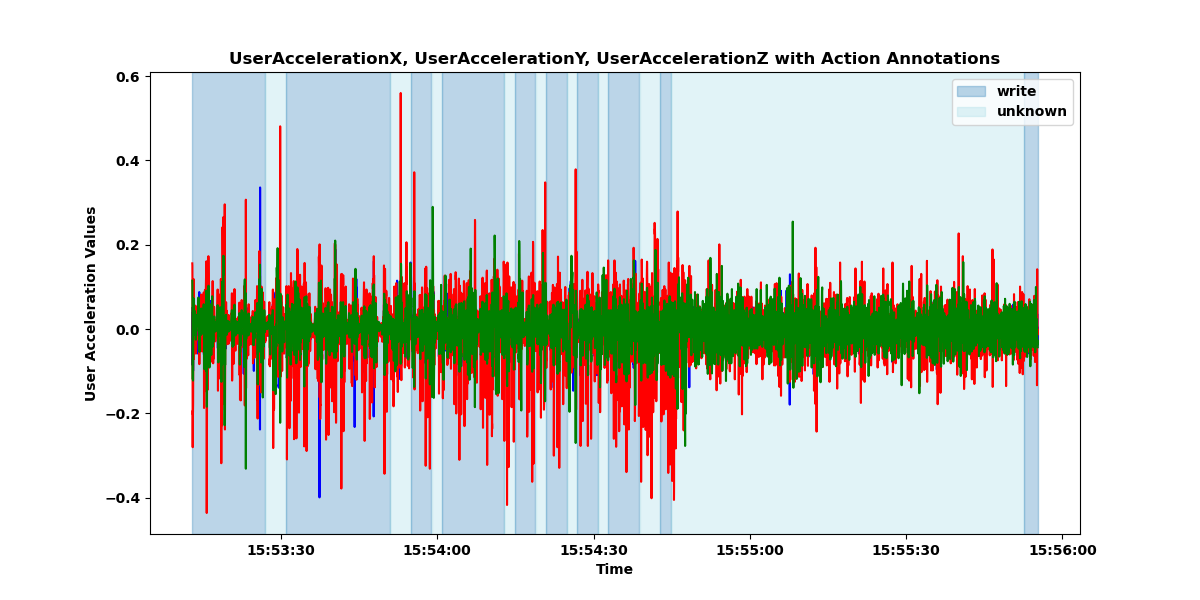 UserAccelerationX, UserAccelerationY, UserAccelerationZ with Action Annotations
write
unknown
User Acceleration Values
0.6
0.4
0.2
0.0
−0.2
−0.4
15:53:30
15:54:00
15:54:30
15:55:00
15:55:30
15:56:00
Time